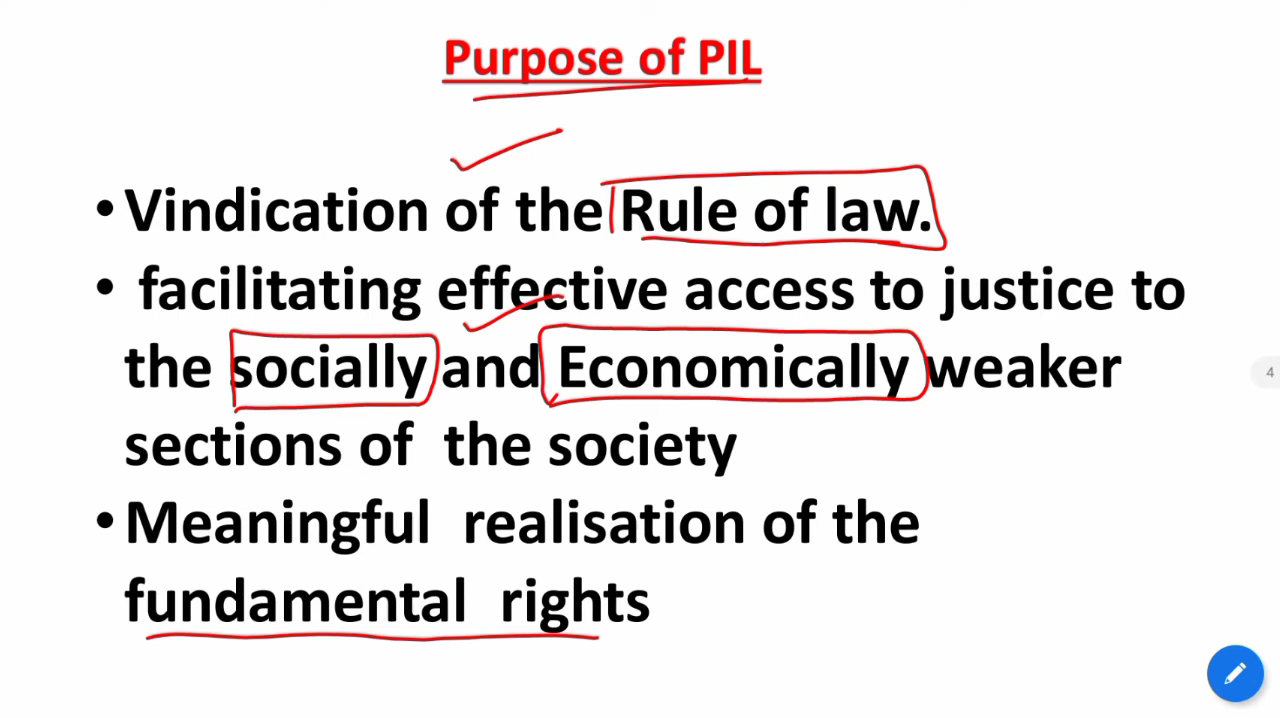 Purpose of PIL
•Vindication of the Rule of law.
• facilitating effective access to justice to
the socially and Economically weaker
sections of the society
•Meaningful realisation of the
fundamental rights
4